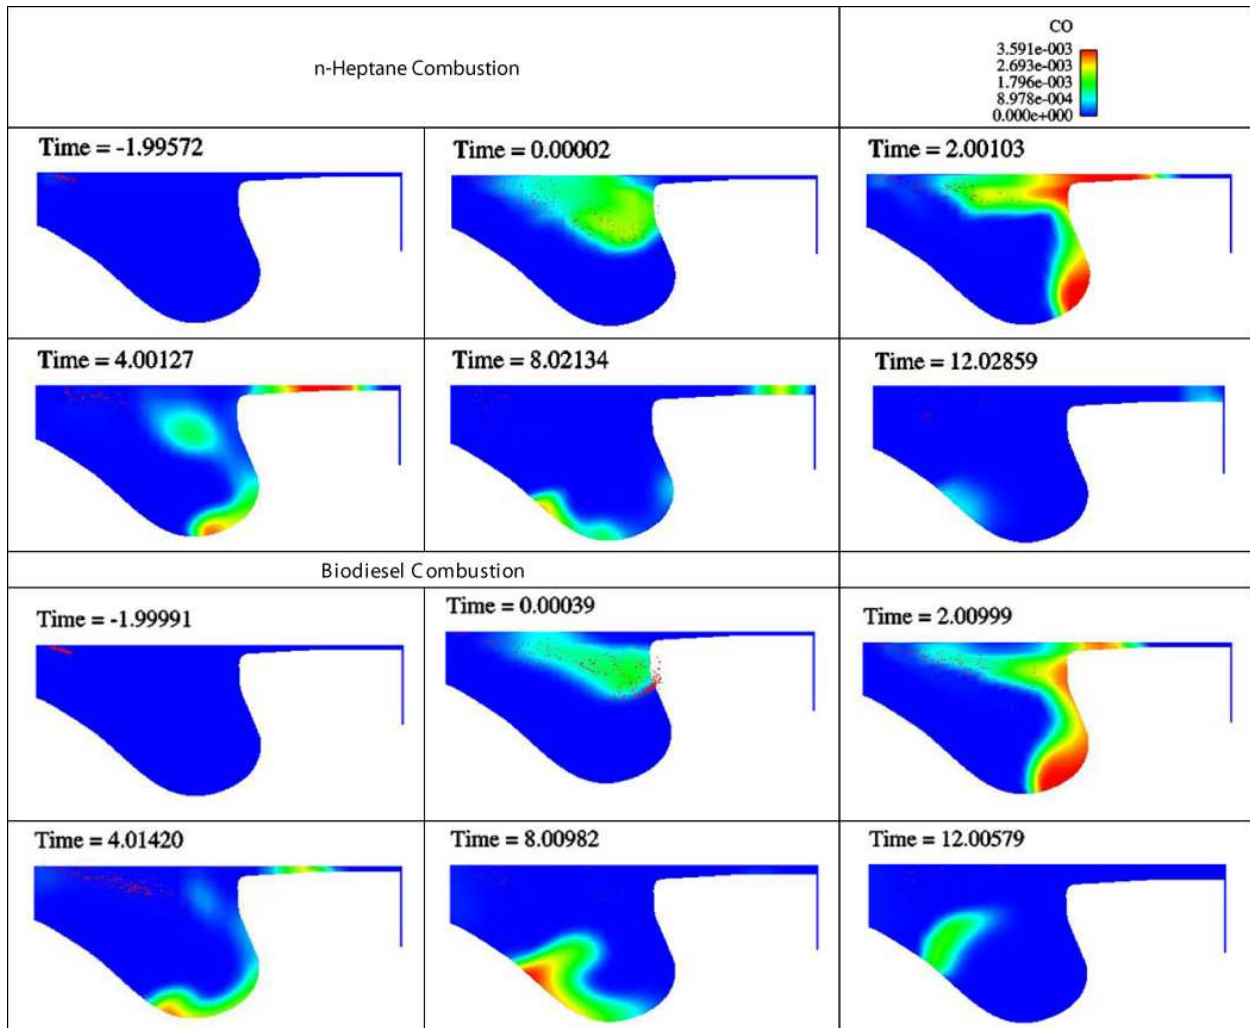 n-Heptane Combustion
CO
3.591e-003
2.693e-003
1.796e-003
8.978e-004
0.000e+000
Time = -1.99572
Time = 0.00002
Time = 2.00103
Time = 4.00127
Time = 8.02134
Time = 12.02859
Biodiesel Combustion
Time = -1.99991
Time = 0.00039
Time = 2.00999
Time = 4.01420
Time = 8.00982
Time = 12.00579